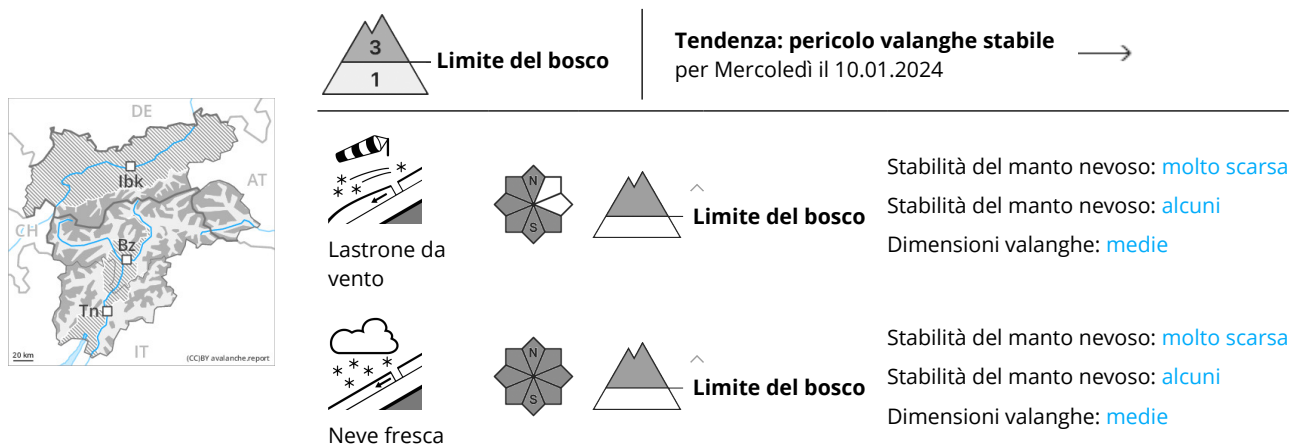 3
Limite del bosco
1
Tendenza: pericolo valanghe stabile
per Mercoledì il 10.01.2024
DE
Ibk
AT
CH
Bz
Tn
IT
20 km
(CC)BY avalanche.report
Lastrone da
vento
N
S
Limite del bosco
Stabilità del manto nevoso: molto scarsa
Stabilità del manto nevoso: alcuni
Dimensioni valanghe: medie
Neve fresca
N
S
Limite del bosco
Stabilità del manto nevoso: molto scarsa
Stabilità del manto nevoso: alcuni
Dimensioni valanghe: medie